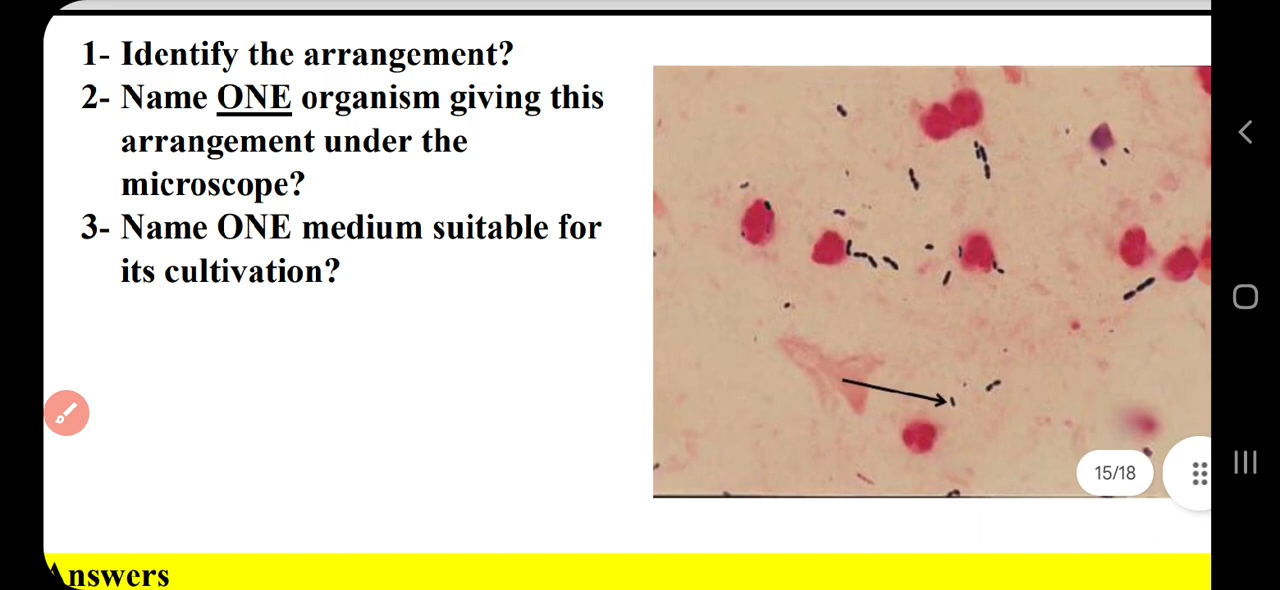 1- Identify the arrangement?
2- Name ONE organism giving this
arrangement under the
microscope?
3- Name ONE medium suitable for
its cultivation?
15/18
Answers